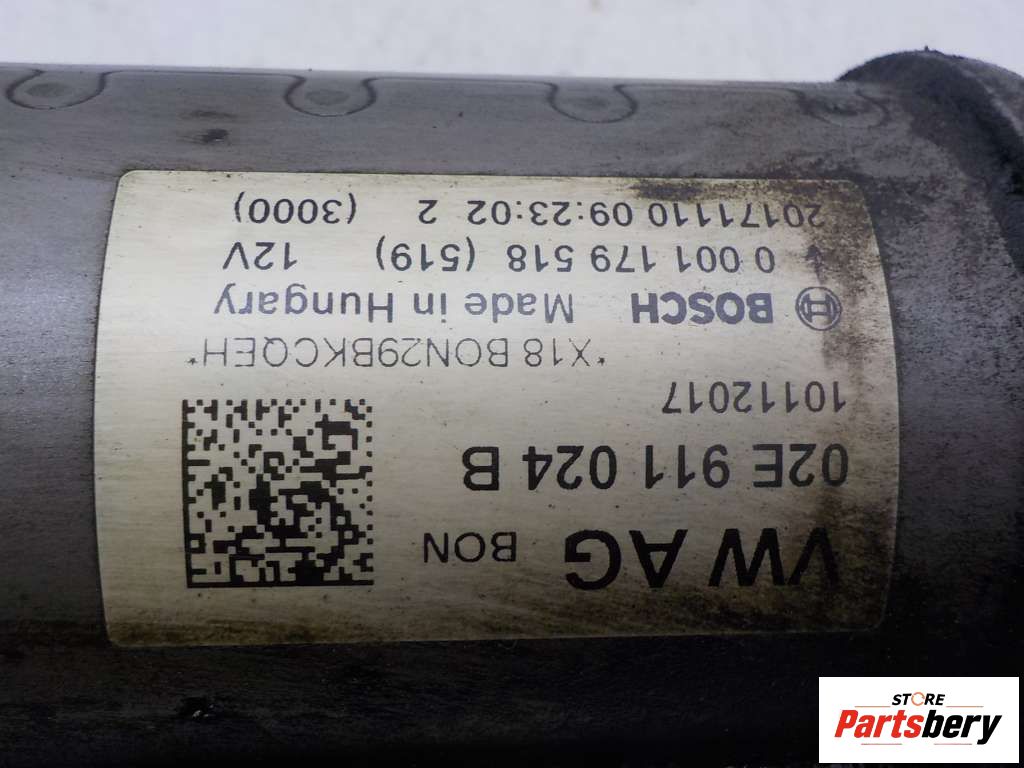 VW AG BON
02E 911 024 B
10112017
*X18 BON29BKCQEH*
BOSCH Made in Hungary
0 001 179 518 (519) 12V
20171110 09:23:02 2 (3000)
STORE
Partsbery